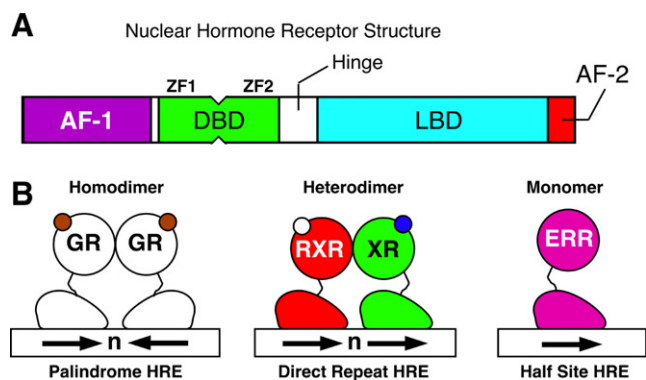 A
Nuclear Hormone Receptor Structure
Hinge
ZF1 ZF2
AF-2
AF-1 DBD LBD
B
Homodimer Heterodimer Monomer
GR GR RXR XR ERR
n n
Palindrome HRE Direct Repeat HRE Half Site HRE